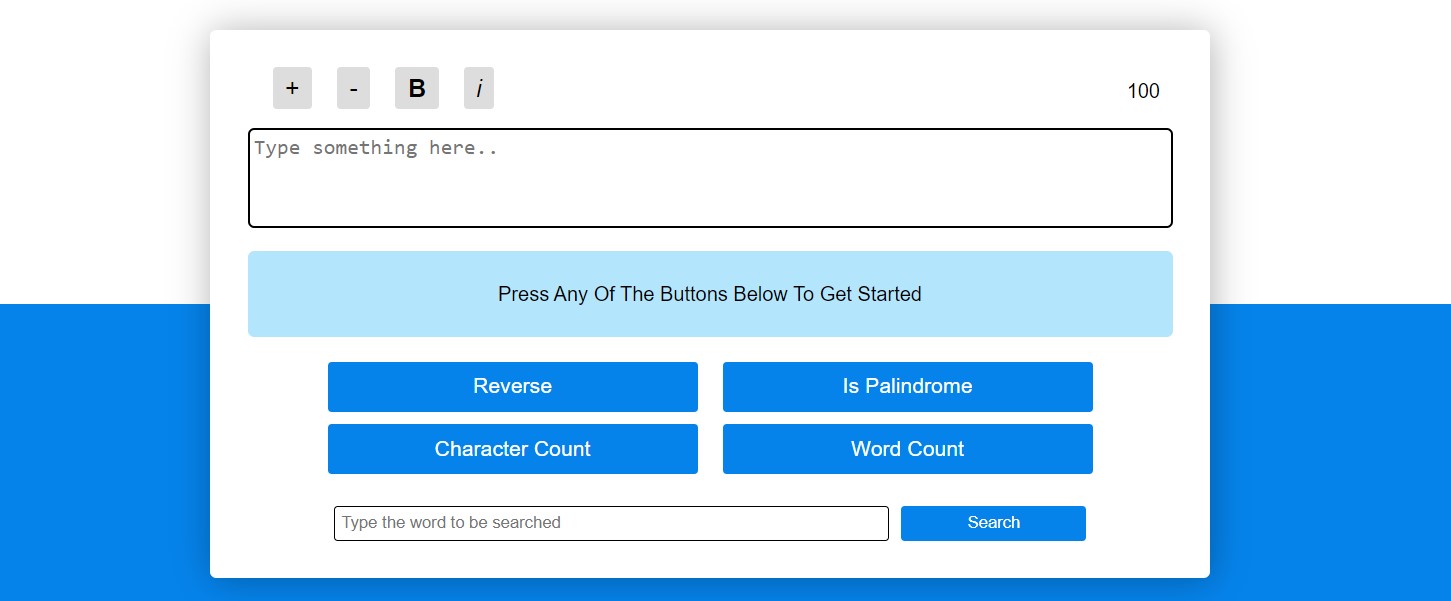 + - B i 100
Type something here..
Press Any Of The Buttons Below To Get Started
Reverse Is Palindrome
Character Count Word Count
Type the word to be searched Search